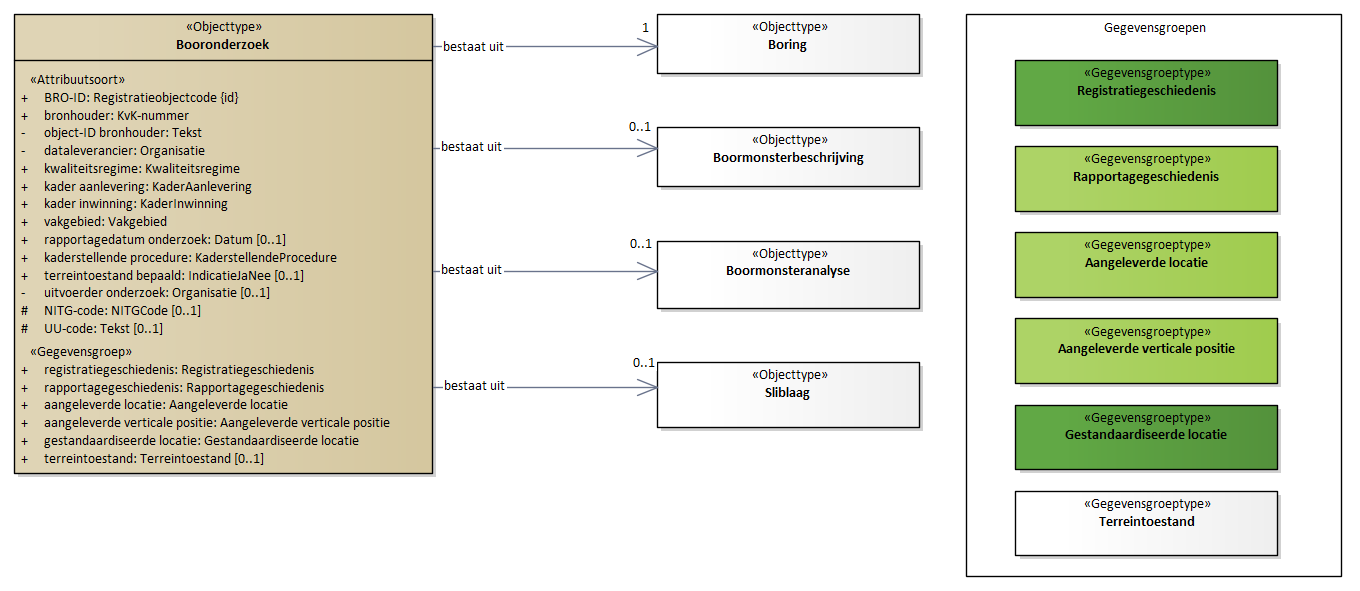 «Objecttype»
Booronderzoek
«Attribuutsoort»
+ BRO-ID: Registratieobjectcode {id}
+ bronhouder: KvK-nummer
- object-ID bronhouder: Tekst
- dataleverancier: Organisatie
+ kwaliteitsregime: Kwaliteitsregime
+ kader aanlevering: KaderAanlevering
+ kader inwinning: KaderInwinning
+ vakgebied: Vakgebied
+ rapportagedatum onderzoek: Datum [0..1]
+ kaderstellende procedure: KaderstellendeProcedure
+ terreintoestand bepaald: IndicatieJaNee [0..1]
- uitvoerder onderzoek: Organisatie [0..1]
# NITG-code: NITGCode [0..1]
# UU-code: Tekst [0..1]
«Gegevensgroep»
+ registratiegeschiedenis: Registratiegeschiedenis
+ rapportagegeschiedenis: Rapportagegeschiedenis
+ aangeleverde locatie: Aangeleverde locatie
+ aangeleverde verticale positie: Aangeleverde verticale positie
+ gestandaardiseerde locatie: Gestandaardiseerde locatie
+ terreintoestand: Terreintoestand [0..1]
bestaat uit
1
«Objecttype»
Boring
bestaat uit
0..1
«Objecttype»
Boormonsterbeschrijving
bestaat uit
0..1
«Objecttype»
Boormonsteranalyse
bestaat uit
0..1
«Objecttype»
Sliblaag
Gegevensgroepen
«Gegevensgroeptype»
Registratiegeschiedenis
«Gegevensgroeptype»
Rapportagegeschiedenis
«Gegevensgroeptype»
Aangeleverde locatie
«Gegevensgroeptype»
Aangeleverde verticale positie
«Gegevensgroeptype»
Gestandaardiseerde locatie
«Gegevensgroeptype»
Terreintoestand